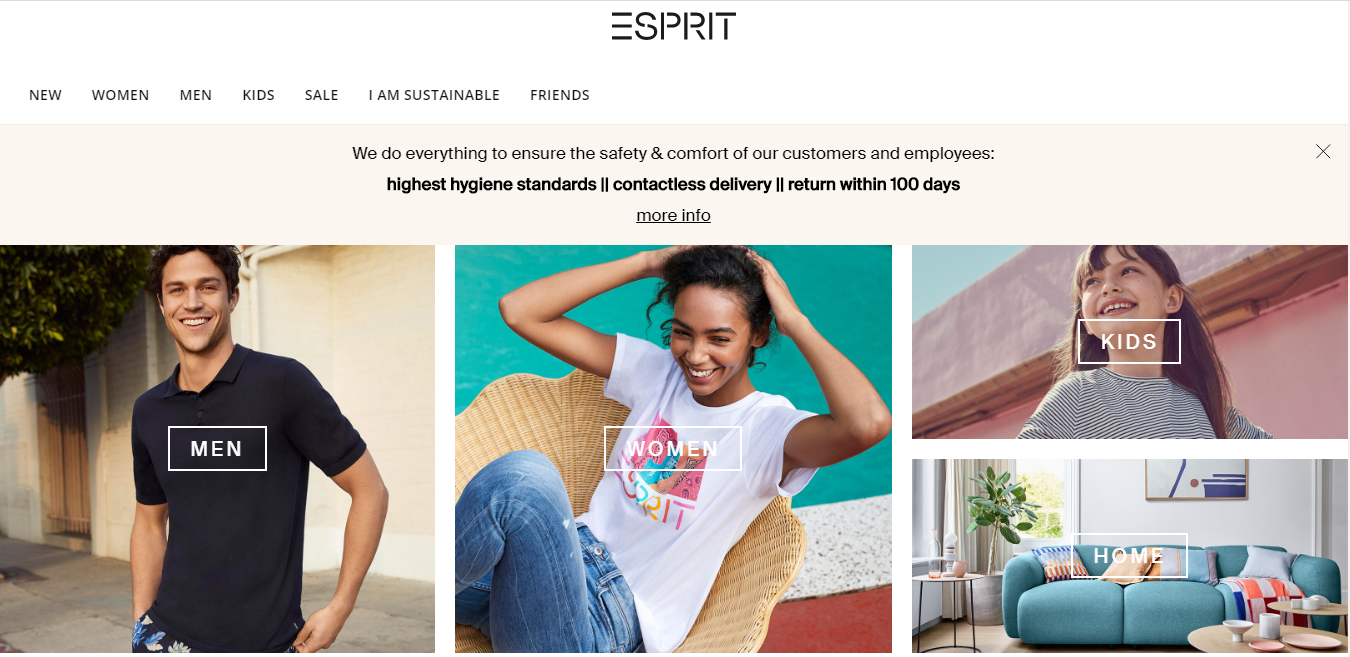 ESPRIT
NEW WOMEN MEN KIDS SALE I AM SUSTAINABLE FRIENDS
We do everything to ensure the safety & comfort of our customers and employees:
highest hygiene standards || contactless delivery || return within 100 days
more info
MEN
WOMEN
KIDS
HOME